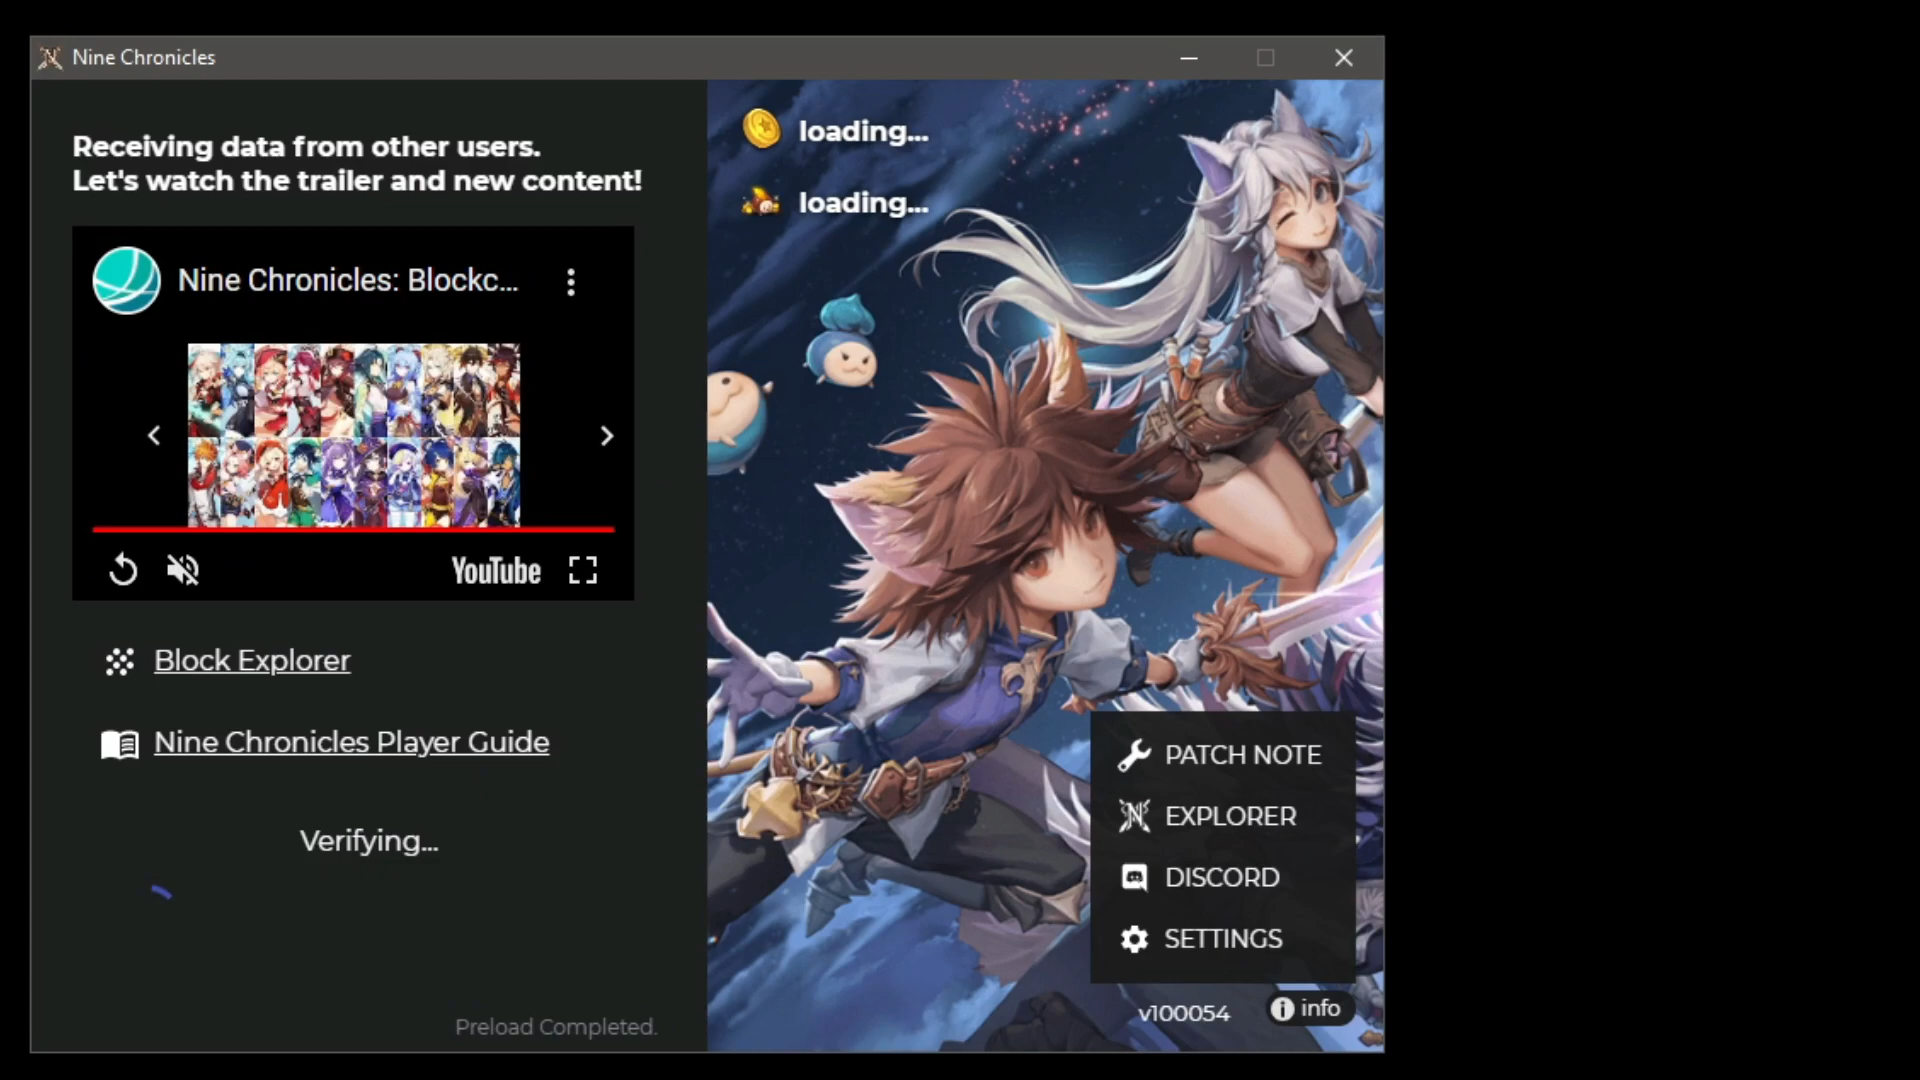 Nine Chronicles
Receiving data from other users.
Let's watch the trailer and new content!
Nine Chronicles: Blockc...
YouTube
Block Explorer
Nine Chronicles Player Guide
Verifying...
Preload Completed.
loading...
loading...
PATCH NOTE
EXPLORER
DISCORD
SETTINGS
v100054
info